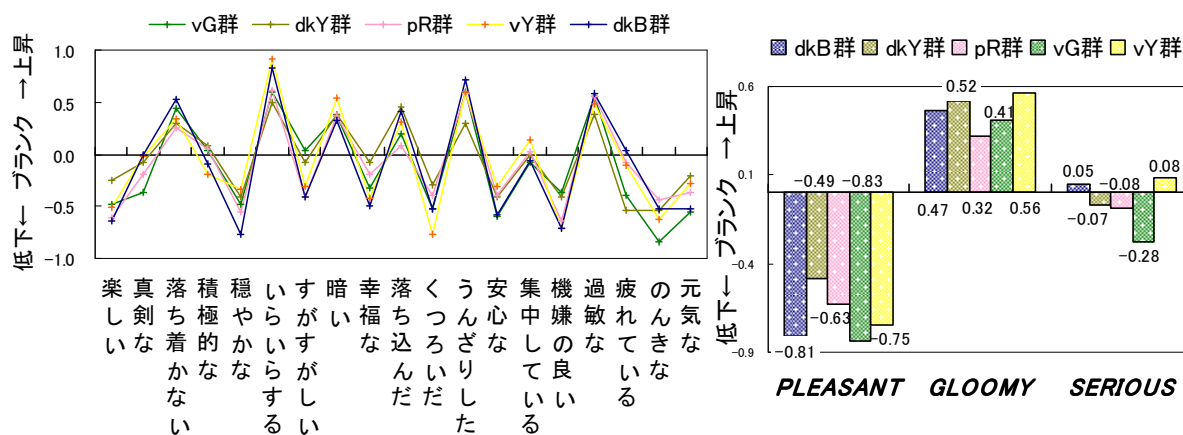 vG群 dkY群 pR群 vY群 dkB群
低下← ブランク →上昇
1.0
0.5
0.0
-0.5
-1.0
楽しい
真剣な
落ち着かない
積極的な
穏やかな
いらいらする
すがすがしい
暗い
幸福な
落ち込んだ
くつろいだ
うんざりした
安心な
集中している
機嫌の良い
過敏な
疲れている
のんきな
元気な
dkB群 dkY群 pR群 vG群 vY群
低下← ブランク →上昇
0.6
0.1
-0.4
-0.9
-0.81
-0.49
-0.63
-0.83
-0.75
0.47
0.52
0.32
0.41
0.56
0.05
-0.07
-0.08
-0.28
0.08
PLEASANT GLOOMY SERIOUS